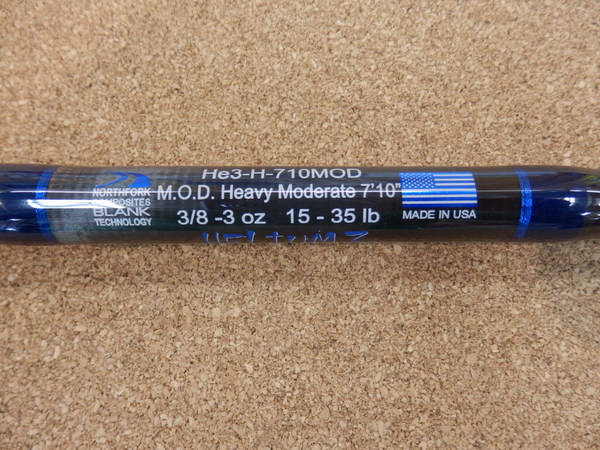 He3-H-710MOD
NORTHFORK
COMPOSITES
BLANK
TECHNOLOGY
M.O.D. Heavy Moderate 7'10"
3/8 -3 oz 15 - 35 lb
MADE IN USA